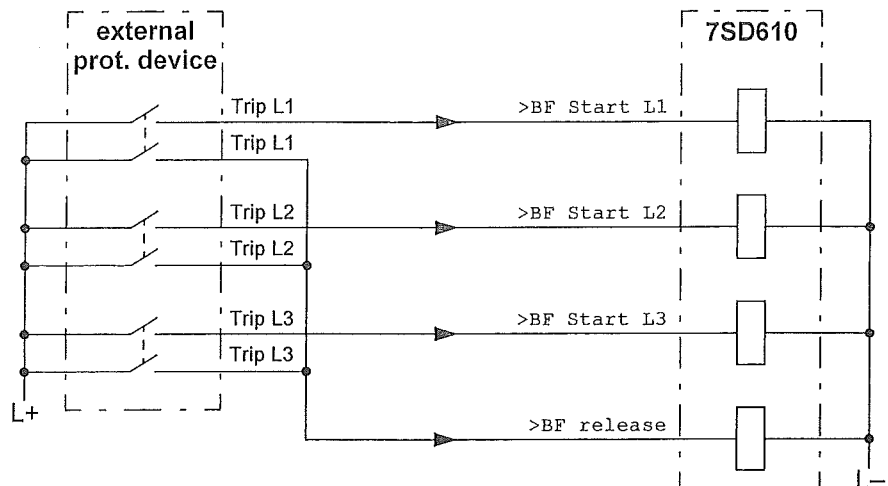 external
prot. device
7SD610
Trip L1
>BF Start L1
Trip L1
Trip L2
>BF Start L2
Trip L2
Trip L3
>BF Start L3
Trip L3
L+
>BF release
L−